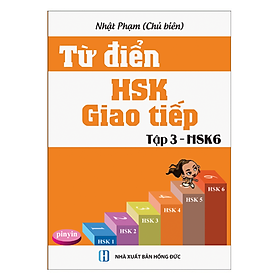 Nhật Phạm (Chủ biên)
Từ điển
HSK
Giao tiếp
Tập 3 - HSK6
HSK 6
HSK 5
HSK 4
HSK 3
HSK 2
HSK 1
pinyin
NHÀ XUẤT BẢN HỒNG ĐỨC